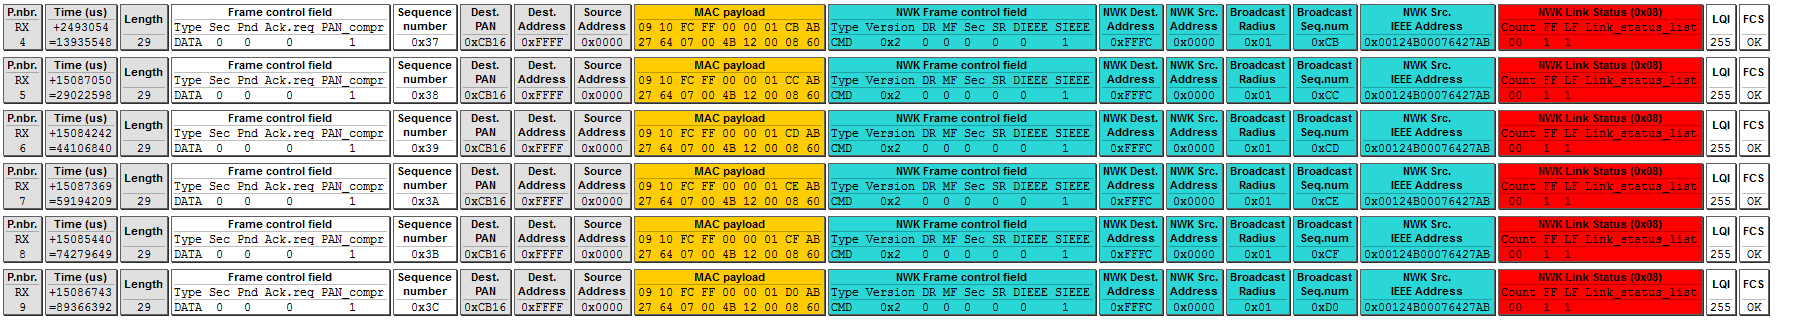 P.nbr. Time (us) Length Frame control field Sequence Dest. Dest. Source MAC payload NWK Frame control field NWK Dest. NWK Src. Broadcast Broadcast NWK Src. NWK Link Status (0x08) LQI FCS
RX +2493054 Type Sec Pnd Ack.req PAN_compr number PAN Address Address 09 10 FC FF 00 00 01 CB AB Type Version DR MF Sec SR DIEEE SIEEE Address Address Radius Seq.num IEEE Address Count FF LF Link_status_list
4 =13935548 29 DATA 0 0 0 1 0x37 0xCB16 0xFFFF 0x0000 27 64 07 00 4B 12 00 08 60 CMD 0x2 0 0 0 0 0 1 0xFFFC 0x0000 0x01 0xCB 0x00124B00076427AB 00 1 1 255 OK
P.nbr. Time (us) Length Frame control field Sequence Dest. Dest. Source MAC payload NWK Frame control field NWK Dest. NWK Src. Broadcast Broadcast NWK Src. NWK Link Status (0x08) LQI FCS
RX +15087050 Type Sec Pnd Ack.req PAN_compr number PAN Address Address 09 10 FC FF 00 00 01 CC AB Type Version DR MF Sec SR DIEEE SIEEE Address Address Radius Seq.num IEEE Address Count FF LF Link_status_list
5 =29022598 29 DATA 0 0 0 1 0x38 0xCB16 0xFFFF 0x0000 27 64 07 00 4B 12 00 08 60 CMD 0x2 0 0 0 0 0 1 0xFFFC 0x0000 0x01 0xCC 0x00124B00076427AB 00 1 1 255 OK
P.nbr. Time (us) Length Frame control field Sequence Dest. Dest. Source MAC payload NWK Frame control field NWK Dest. NWK Src. Broadcast Broadcast NWK Src. NWK Link Status (0x08) LQI FCS
RX +15084242 Type Sec Pnd Ack.req PAN_compr number PAN Address Address 09 10 FC FF 00 00 01 CD AB Type Version DR MF Sec SR DIEEE SIEEE Address Address Radius Seq.num IEEE Address Count FF LF Link_status_list
6 =44106840 29 DATA 0 0 0 1 0x39 0xCB16 0xFFFF 0x0000 27 64 07 00 4B 12 00 08 60 CMD 0x2 0 0 0 0 0 1 0xFFFC 0x0000 0x01 0xCD 0x00124B00076427AB 00 1 1 255 OK
P.nbr. Time (us) Length Frame control field Sequence Dest. Dest. Source MAC payload NWK Frame control field NWK Dest. NWK Src. Broadcast Broadcast NWK Src. NWK Link Status (0x08) LQI FCS
RX +15087369 Type Sec Pnd Ack.req PAN_compr number PAN Address Address 09 10 FC FF 00 00 01 CE AB Type Version DR MF Sec SR DIEEE SIEEE Address Address Radius Seq.num IEEE Address Count FF LF Link_status_list
7 =59194209 29 DATA 0 0 0 1 0x3A 0xCB16 0xFFFF 0x0000 27 64 07 00 4B 12 00 08 60 CMD 0x2 0 0 0 0 0 1 0xFFFC 0x0000 0x01 0xCE 0x00124B00076427AB 00 1 1 255 OK
P.nbr. Time (us) Length Frame control field Sequence Dest. Dest. Source MAC payload NWK Frame control field NWK Dest. NWK Src. Broadcast Broadcast NWK Src. NWK Link Status (0x08) LQI FCS
RX +15085440 Type Sec Pnd Ack.req PAN_compr number PAN Address Address 09 10 FC FF 00 00 01 CF AB Type Version DR MF Sec SR DIEEE SIEEE Address Address Radius Seq.num IEEE Address Count FF LF Link_status_list
8 =74279649 29 DATA 0 0 0 1 0x3B 0xCB16 0xFFFF 0x0000 27 64 07 00 4B 12 00 08 60 CMD 0x2 0 0 0 0 0 1 0xFFFC 0x0000 0x01 0xCF 0x00124B00076427AB 00 1 1 255 OK
P.nbr. Time (us) Length Frame control field Sequence Dest. Dest. Source MAC payload NWK Frame control field NWK Dest. NWK Src. Broadcast Broadcast NWK Src. NWK Link Status (0x08) LQI FCS
RX +15086743 Type Sec Pnd Ack.req PAN_compr number PAN Address Address 09 10 FC FF 00 00 01 D0 AB Type Version DR MF Sec SR DIEEE SIEEE Address Address Radius Seq.num IEEE Address Count FF LF Link_status_list
9 =89366392 29 DATA 0 0 0 1 0x3C 0xCB16 0xFFFF 0x0000 27 64 07 00 4B 12 00 08 60 CMD 0x2 0 0 0 0 0 1 0xFFFC 0x0000 0x01 0xD0 0x00124B00076427AB 00 1 1 255 OK